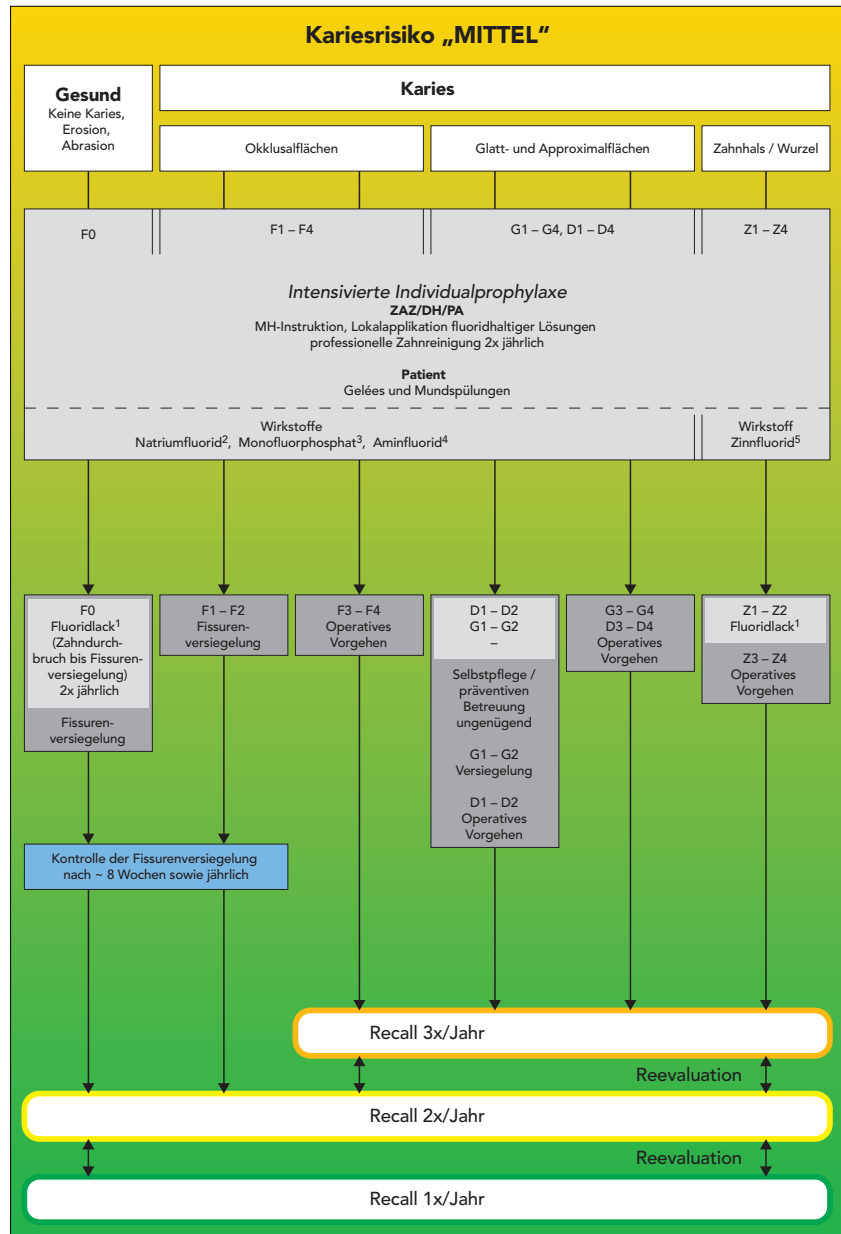 Kariesrisiko „MITTEL“
Gesund
Keine Karies,
Erosion,
Abrasion
Karies
Okklusalflächen
Glatt- und Approximalflächen
Zahnhals / Wurzel
F0
F1 – F4
G1 – G4, D1 – D4
Z1 – Z4
Intensivierte Individualprophylaxe
ZAZ/DH/PA
MH-Instruktion, Lokalapplikation fluoridhaltiger Lösungen
professionelle Zahnreinigung 2x jährlich
Patient
Gelées und Mundspülungen
Wirkstoffe
Natriumfluorid², Monofluorphosphat³, Aminfluorid⁴
Wirkstoff
Zinnfluorid⁵
F0
Fluoridlack¹
(Zahndurch-
bruch bis Fissuren-
versiegelung)
2x jährlich
Fissuren-
versiegelung
F1 – F2
Fissuren-
versiegelung
F3 – F4
Operatives
Vorgehen
D1 – D2
G1 – G2
–
Selbstpflege /
präventiven
Betreuung
ungenügend
G1 – G2
Versiegelung
D1 – D2
Operatives
Vorgehen
G3 – G4
D3 – D4
Operatives
Vorgehen
Z1 – Z2
Fluoridlack¹
Z3 – Z4
Operatives
Vorgehen
Kontrolle der Fissurenversiegelung
nach ~ 8 Wochen sowie jährlich
Recall 3x/Jahr
Reevaluation
Recall 2x/Jahr
Reevaluation
Recall 1x/Jahr